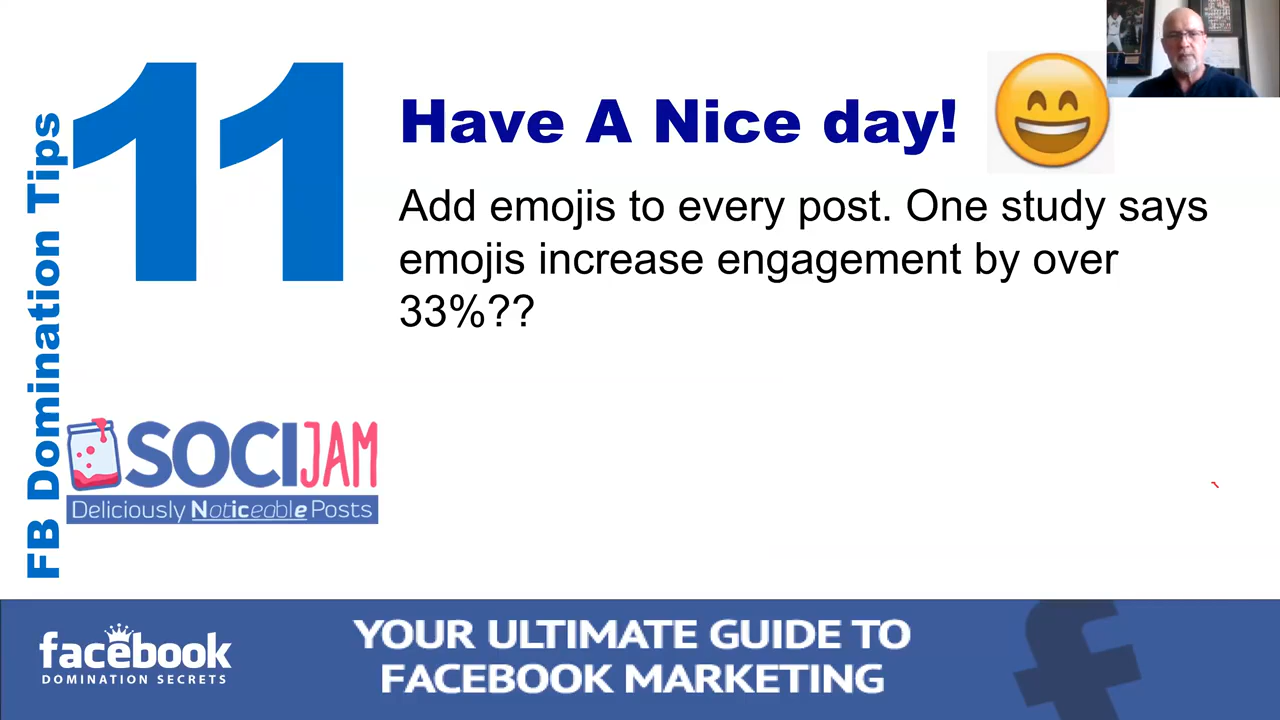 FB Domination Tips
11
Have A Nice day!
Add emojis to every post. One study says
emojis increase engagement by over
33%??
SOCIJAM
Deliciously Noticeable Posts
facebook
DOMINATION SECRETS
YOUR ULTIMATE GUIDE TO
FACEBOOK MARKETING